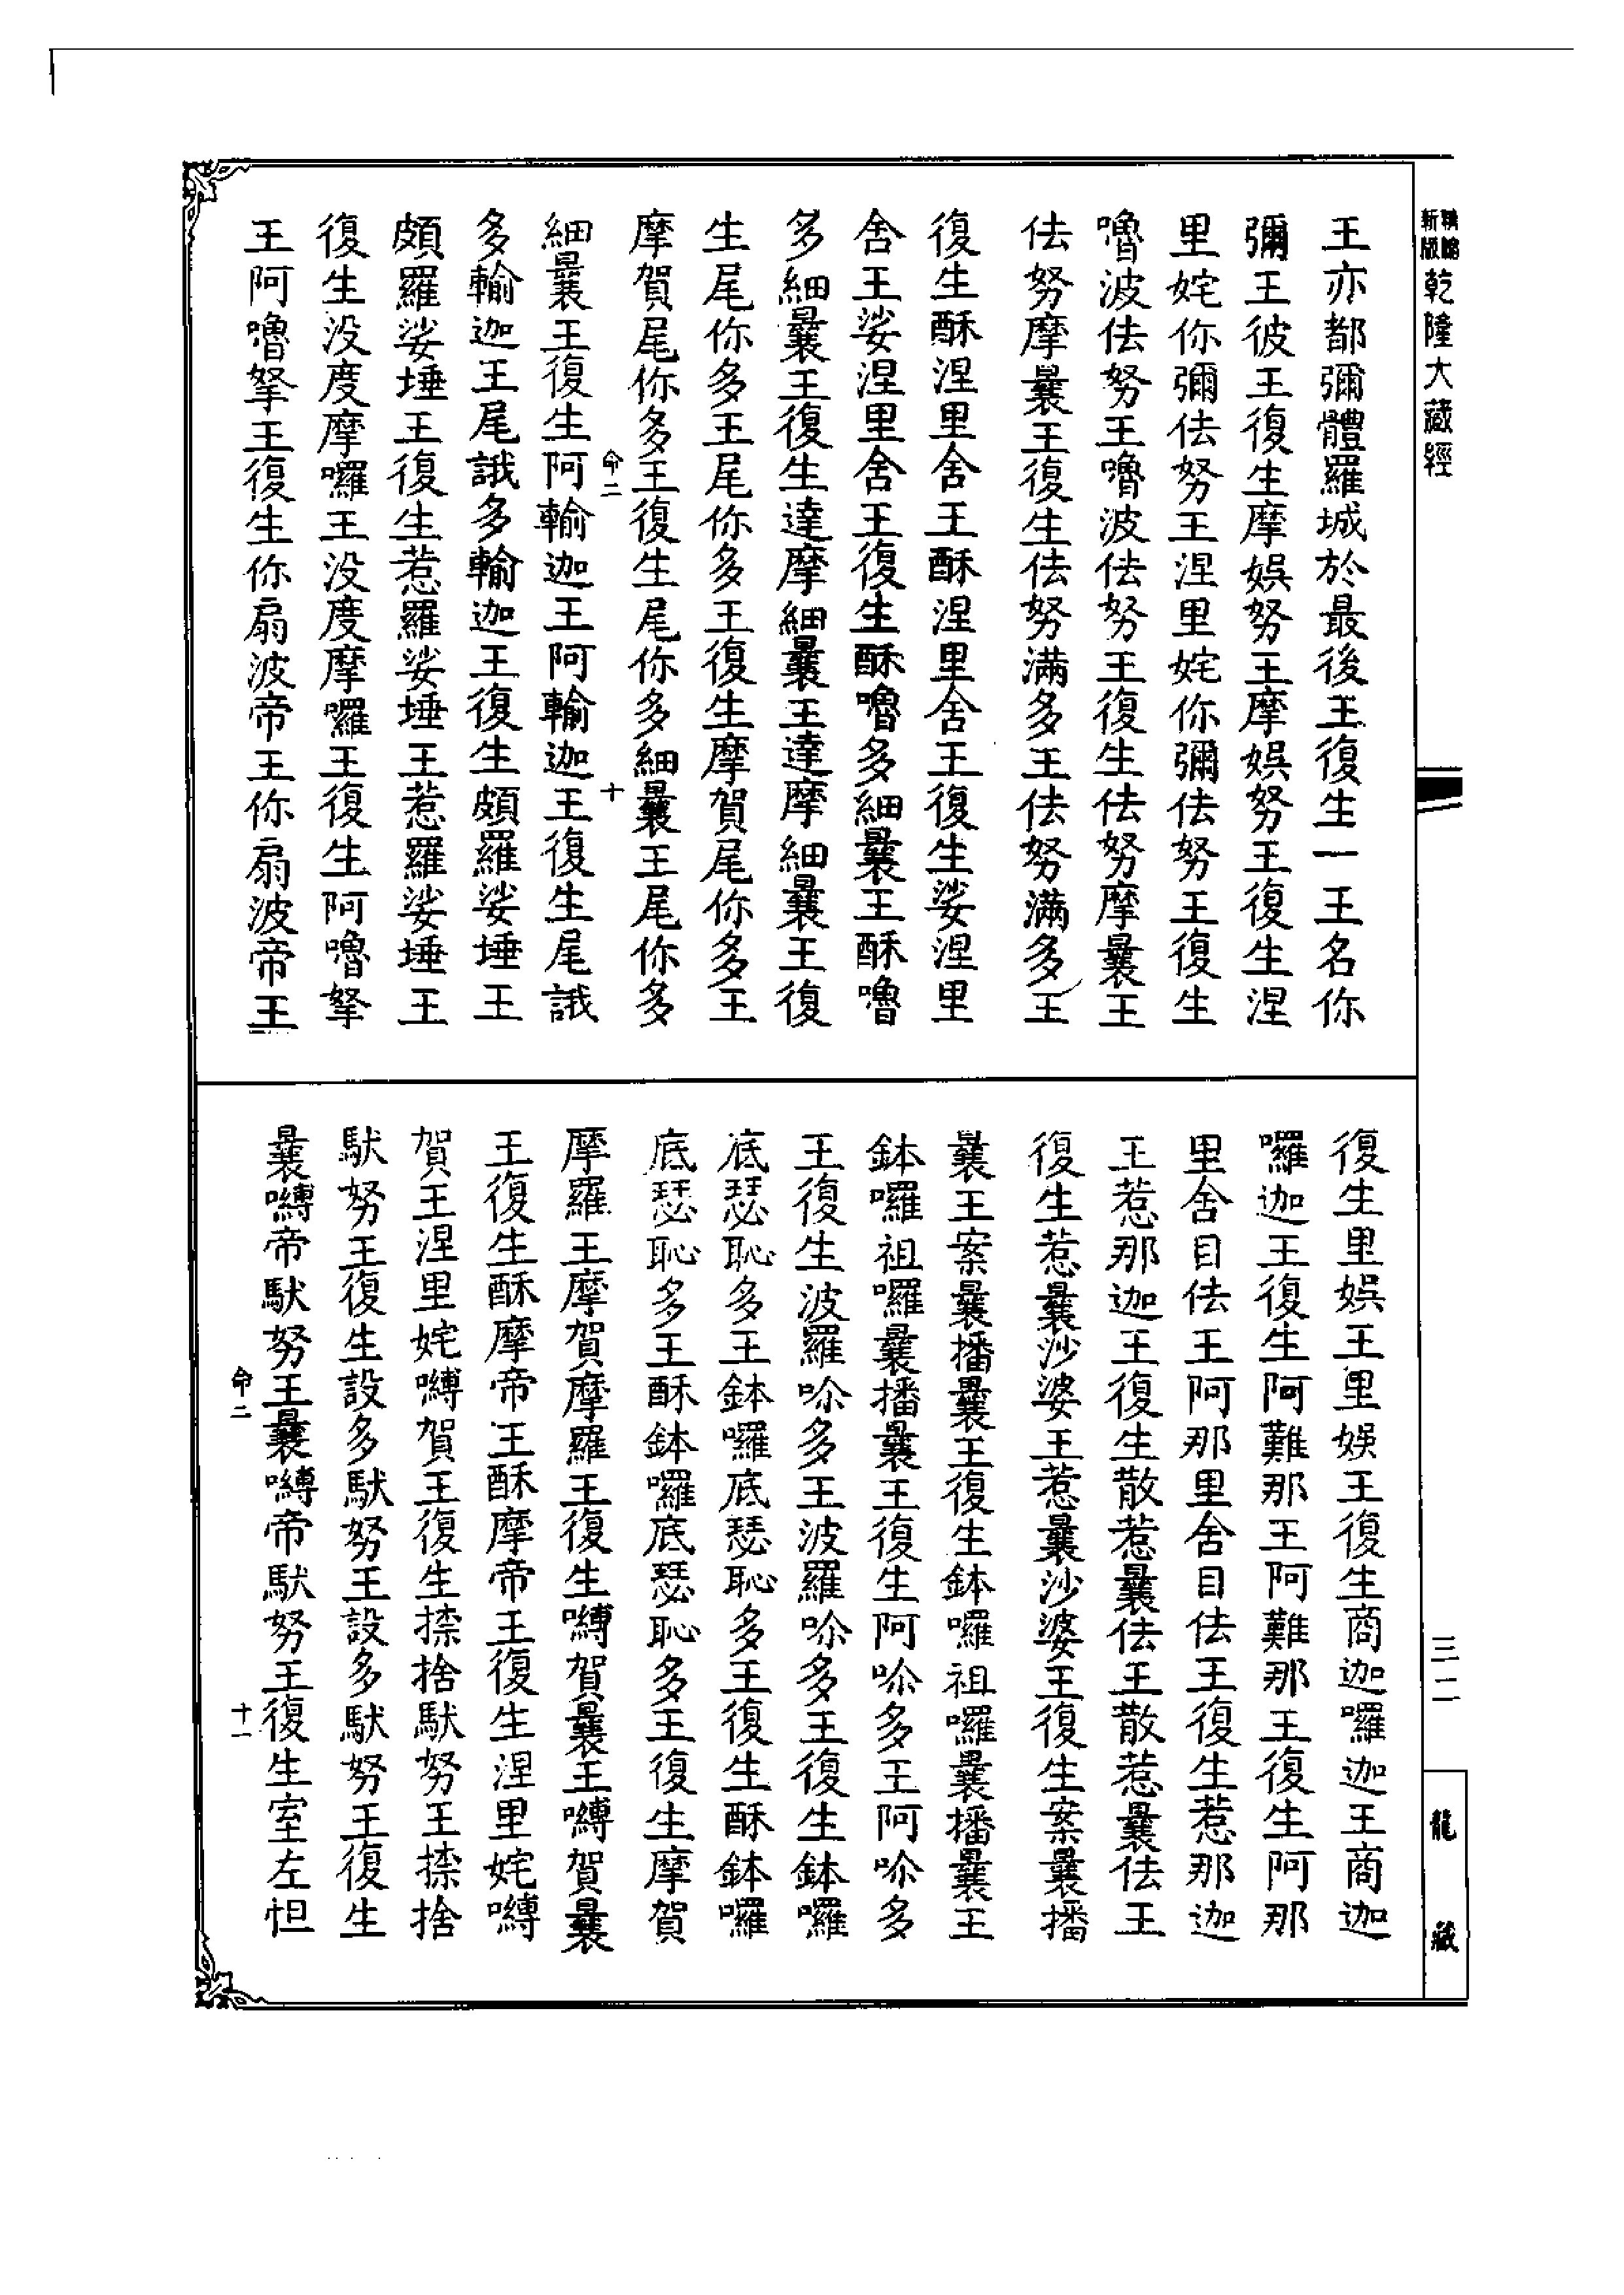 新版
乾隆大藏經
王亦都彌體羅城於最後王復生一王名你
彌王彼王復生摩娛努王摩娛努王復生涅
里姹你彌佉努王涅里姹你彌佉努王復生
嚕波佉努王嚕波佉努王復生佉努摩曩王
佉努摩曩王復生佉努滿多王佉努滿多王
復生酥涅里舍王酥涅里舍王復生娑涅里
舍王娑涅里舍王復生酥嚕多細曩王酥嚕
多細曩王復生達摩細曩王達摩細曩王復
生尾你多王尾你多王復生摩賀尾你多王
摩賀尾你多王復生尾你多細曩王尾你多
命二
十
細曩王復生阿輸迦王阿輸迦王復生尾誐
多輸迦王尾誐多輸迦王復生頗羅娑埵王
頗羅娑埵王復生惹羅娑埵王惹羅娑埵王
復生没度摩囉王没度摩囉王復生阿嚕拏
王阿嚕拏王復生你扇波帝王你扇波帝王
復生里娛王里娛王復生商迦囉迦王商迦
囉迦王復生阿難那王阿難那王復生阿那
里舍目佉王阿那里舍目佉王復生惹那迦
王惹那迦王復生散惹曩佉王散惹曩佉王
復生惹曩沙婆王惹曩沙婆王復生案曩播
曩王案曩播曩王復生鉢囉祖囉曩播曩王
鉢囉祖囉曩播曩王復生阿哳多王阿哳多
王復生波羅哳多王波羅哳多王復生鉢囉
底瑟恥多王鉢囉底瑟恥多王復生酥鉢囉
底瑟恥多王酥鉢囉底瑟恥多王復生摩賀
摩羅王摩賀摩羅王復生嚩賀曩王嚩賀曩
王復生酥摩帝王酥摩帝王復生涅里姹嚩
賀王涅里姹嚩賀王復生捺捨馱努王捺捨
馱努王復生設多馱努王設多馱努王復生
曩嚩帝馱努王曩嚩帝馱努王復生室左怛
命二
十一
三二
龍藏